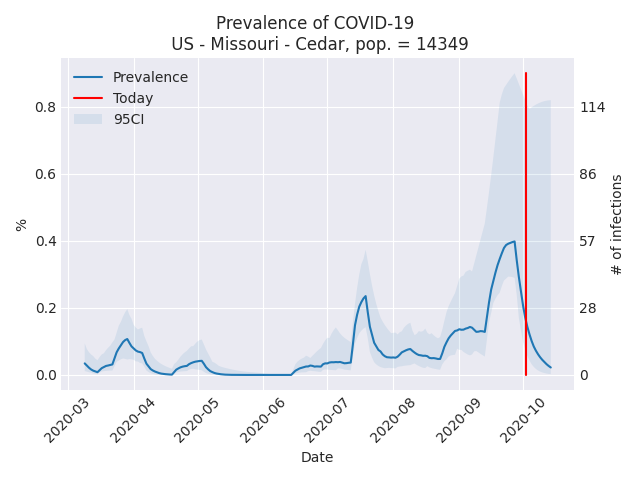 Prevalence of COVID-19
US - Missouri - Cedar, pop. = 14349
Prevalence
Today
95CI
%
0.8
0.6
0.4
0.2
0.0
114
86
57
28
0
# of infections
2020-03
2020-04
2020-05
2020-06
2020-07
2020-08
2020-09
2020-10
Date